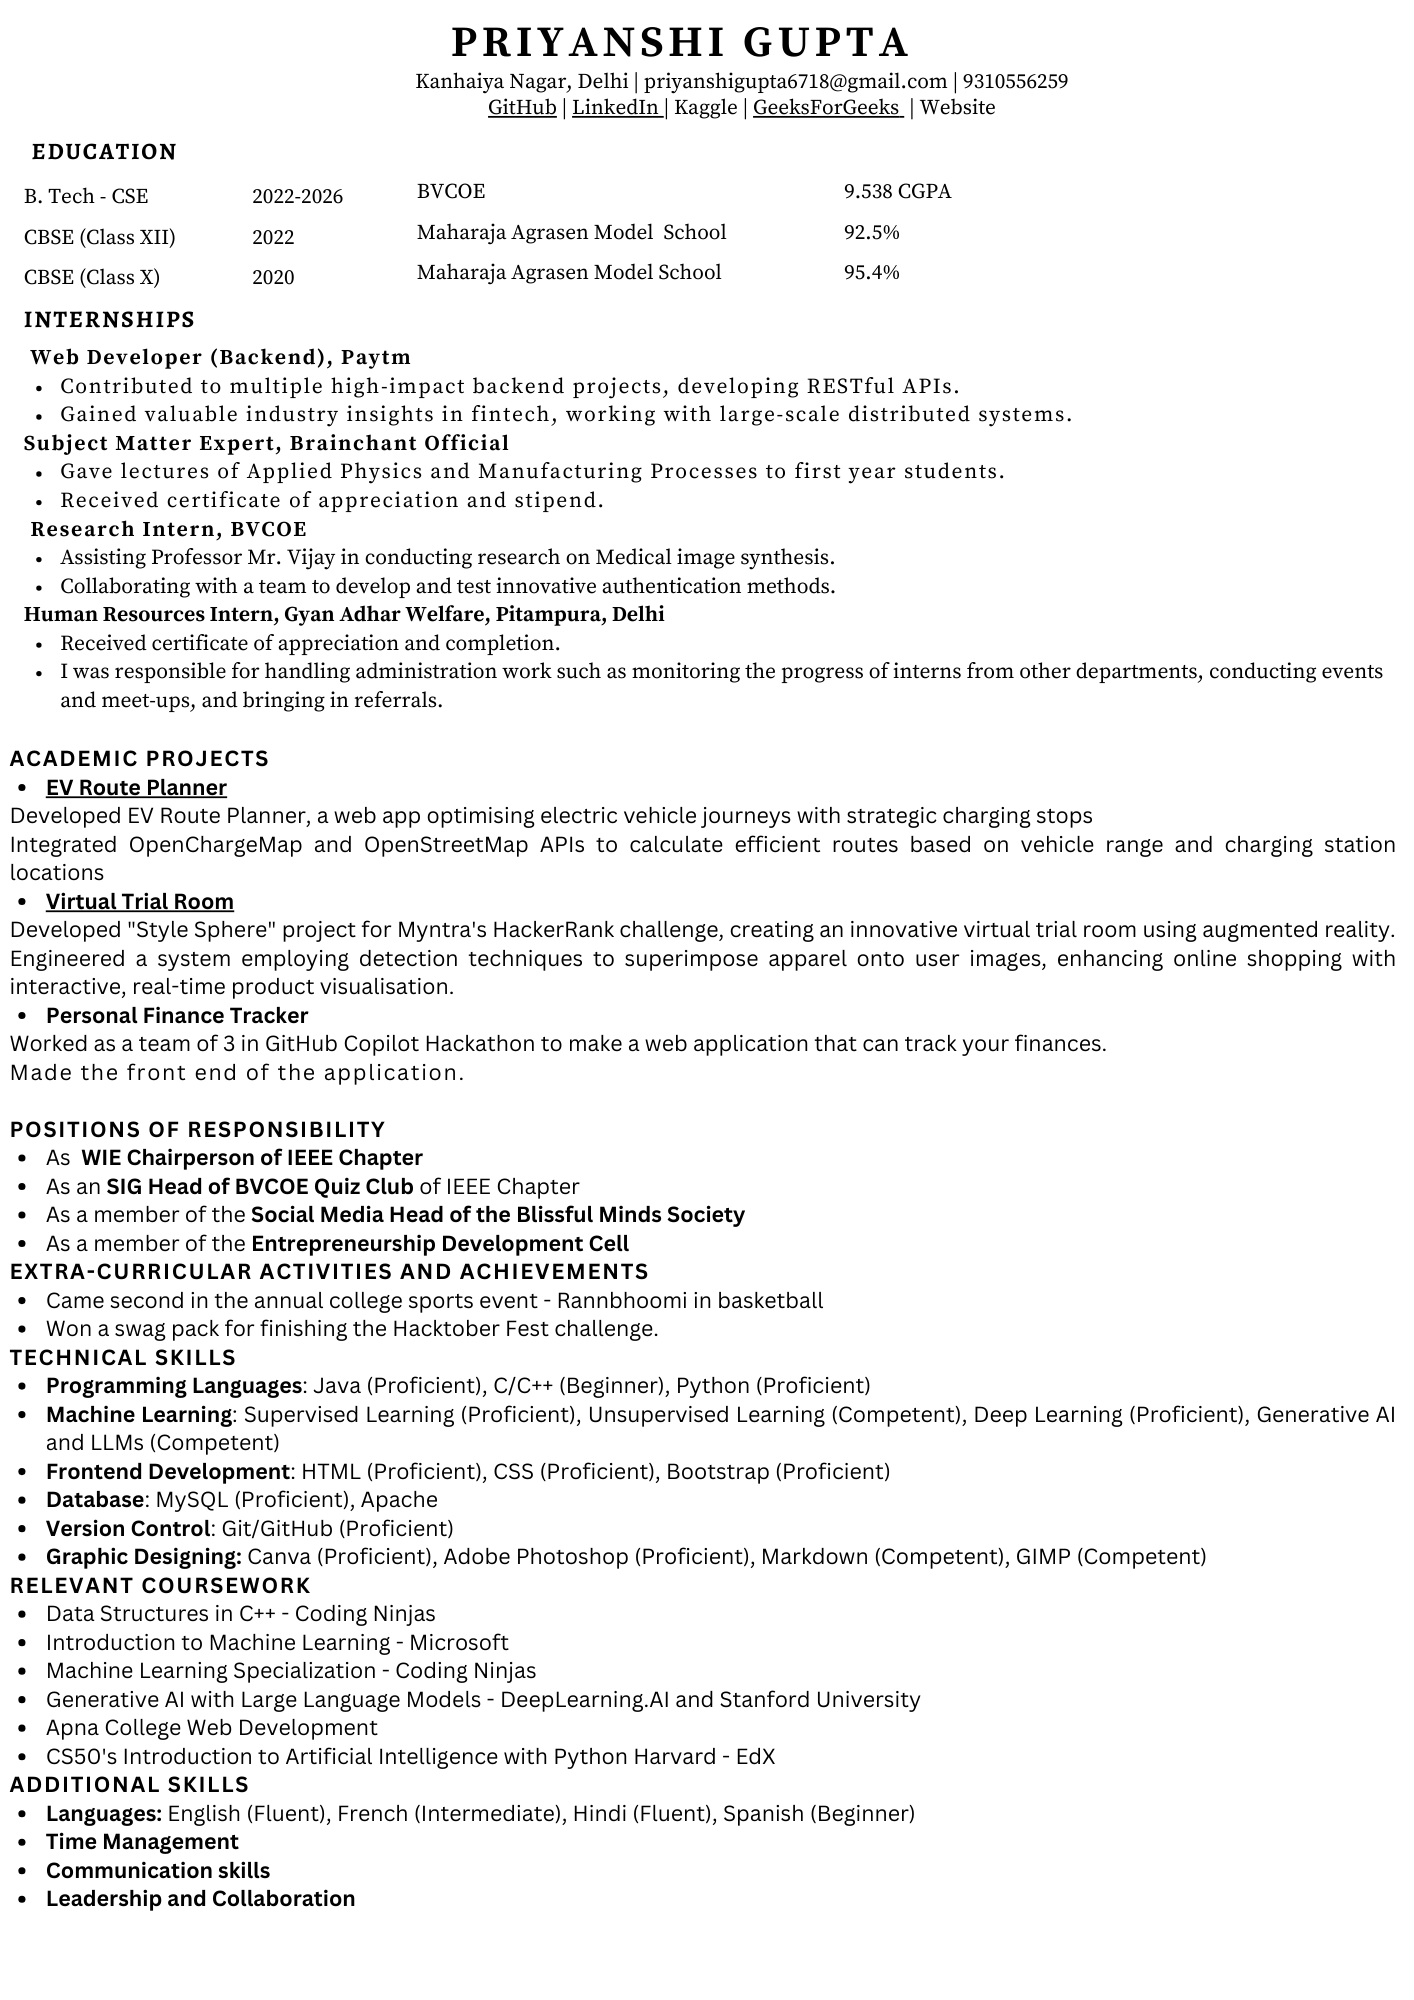 PRIYANSHI GUPTA
Kanhaiya Nagar, Delhi | priyanshigupta6718@gmail.com | 9310556259
GitHub | LinkedIn | Kaggle | GeeksForGeeks | Website
EDUCATION
B. Tech - CSE 2022-2026 BVCOE 9.538 CGPA
CBSE (Class XII) 2022 Maharaja Agrasen Model School 92.5%
CBSE (Class X) 2020 Maharaja Agrasen Model School 95.4%
INTERNSHIPS
Web Developer (Backend), Paytm
• Contributed to multiple high-impact backend projects, developing RESTful APIs.
• Gained valuable industry insights in fintech, working with large-scale distributed systems.
Subject Matter Expert, Brainchant Official
• Gave lectures of Applied Physics and Manufacturing Processes to first year students.
• Received certificate of appreciation and stipend.
Research Intern, BVCOE
• Assisting Professor Mr. Vijay in conducting research on Medical image synthesis.
• Collaborating with a team to develop and test innovative authentication methods.
Human Resources Intern, Gyan Adhar Welfare, Pitampura, Delhi
• Received certificate of appreciation and completion.
• I was responsible for handling administration work such as monitoring the progress of interns from other departments, conducting events
and meet-ups, and bringing in referrals.
ACADEMIC PROJECTS
• EV Route Planner
Developed EV Route Planner, a web app optimising electric vehicle journeys with strategic charging stops
Integrated OpenChargeMap and OpenStreetMap APIs to calculate efficient routes based on vehicle range and charging station
locations
• Virtual Trial Room
Developed "Style Sphere" project for Myntra's HackerRank challenge, creating an innovative virtual trial room using augmented reality.
Engineered a system employing detection techniques to superimpose apparel onto user images, enhancing online shopping with
interactive, real-time product visualisation.
• Personal Finance Tracker
Worked as a team of 3 in GitHub Copilot Hackathon to make a web application that can track your finances.
Made the front end of the application.
POSITIONS OF RESPONSIBILITY
• As WIE Chairperson of IEEE Chapter
• As an SIG Head of BVCOE Quiz Club of IEEE Chapter
• As a member of the Social Media Head of the Blissful Minds Society
• As a member of the Entrepreneurship Development Cell
EXTRA-CURRICULAR ACTIVITIES AND ACHIEVEMENTS
• Came second in the annual college sports event - Rannbhoomi in basketball
• Won a swag pack for finishing the Hacktober Fest challenge.
TECHNICAL SKILLS
• Programming Languages: Java (Proficient), C/C++ (Beginner), Python (Proficient)
• Machine Learning: Supervised Learning (Proficient), Unsupervised Learning (Competent), Deep Learning (Proficient), Generative AI
and LLMs (Competent)
• Frontend Development: HTML (Proficient), CSS (Proficient), Bootstrap (Proficient)
• Database: MySQL (Proficient), Apache
• Version Control: Git/GitHub (Proficient)
• Graphic Designing: Canva (Proficient), Adobe Photoshop (Proficient), Markdown (Competent), GIMP (Competent)
RELEVANT COURSEWORK
• Data Structures in C++ - Coding Ninjas
• Introduction to Machine Learning - Microsoft
• Machine Learning Specialization - Coding Ninjas
• Generative AI with Large Language Models - DeepLearning.AI and Stanford University
• Apna College Web Development
• CS50's Introduction to Artificial Intelligence with Python Harvard - EdX
ADDITIONAL SKILLS
• Languages: English (Fluent), French (Intermediate), Hindi (Fluent), Spanish (Beginner)
• Time Management
• Communication skills
• Leadership and Collaboration